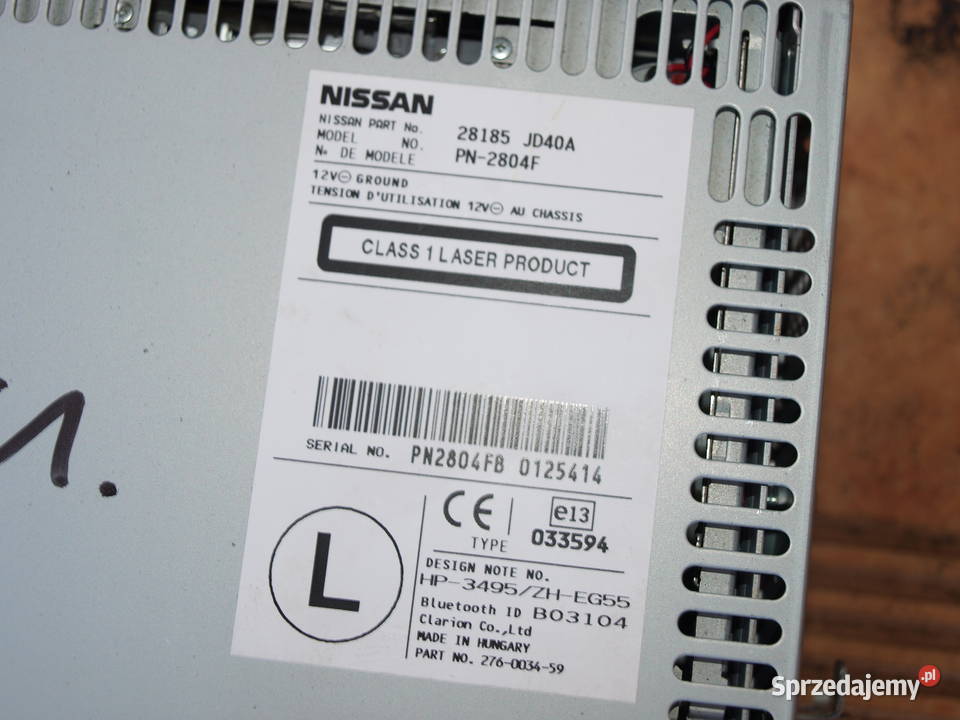 NISSAN
NISSAN PART No. 28185 JD40A
MODEL NO. PN-2804F
N° DE MODELE
12V⊖ GROUND
TENSION D'UTILISATION 12V⊖ AU CHASSIS
CLASS 1 LASER PRODUCT
SERIAL NO. PN2804FB 0125414
CE e13
TYPE 033594
L
DESIGN NOTE NO.
HP-3495/ZH-EG55
Bluetooth ID B03104
Clarion Co.,Ltd
MADE IN HUNGARY
PART NO. 276-0034-59
Sprzedajemy.pl